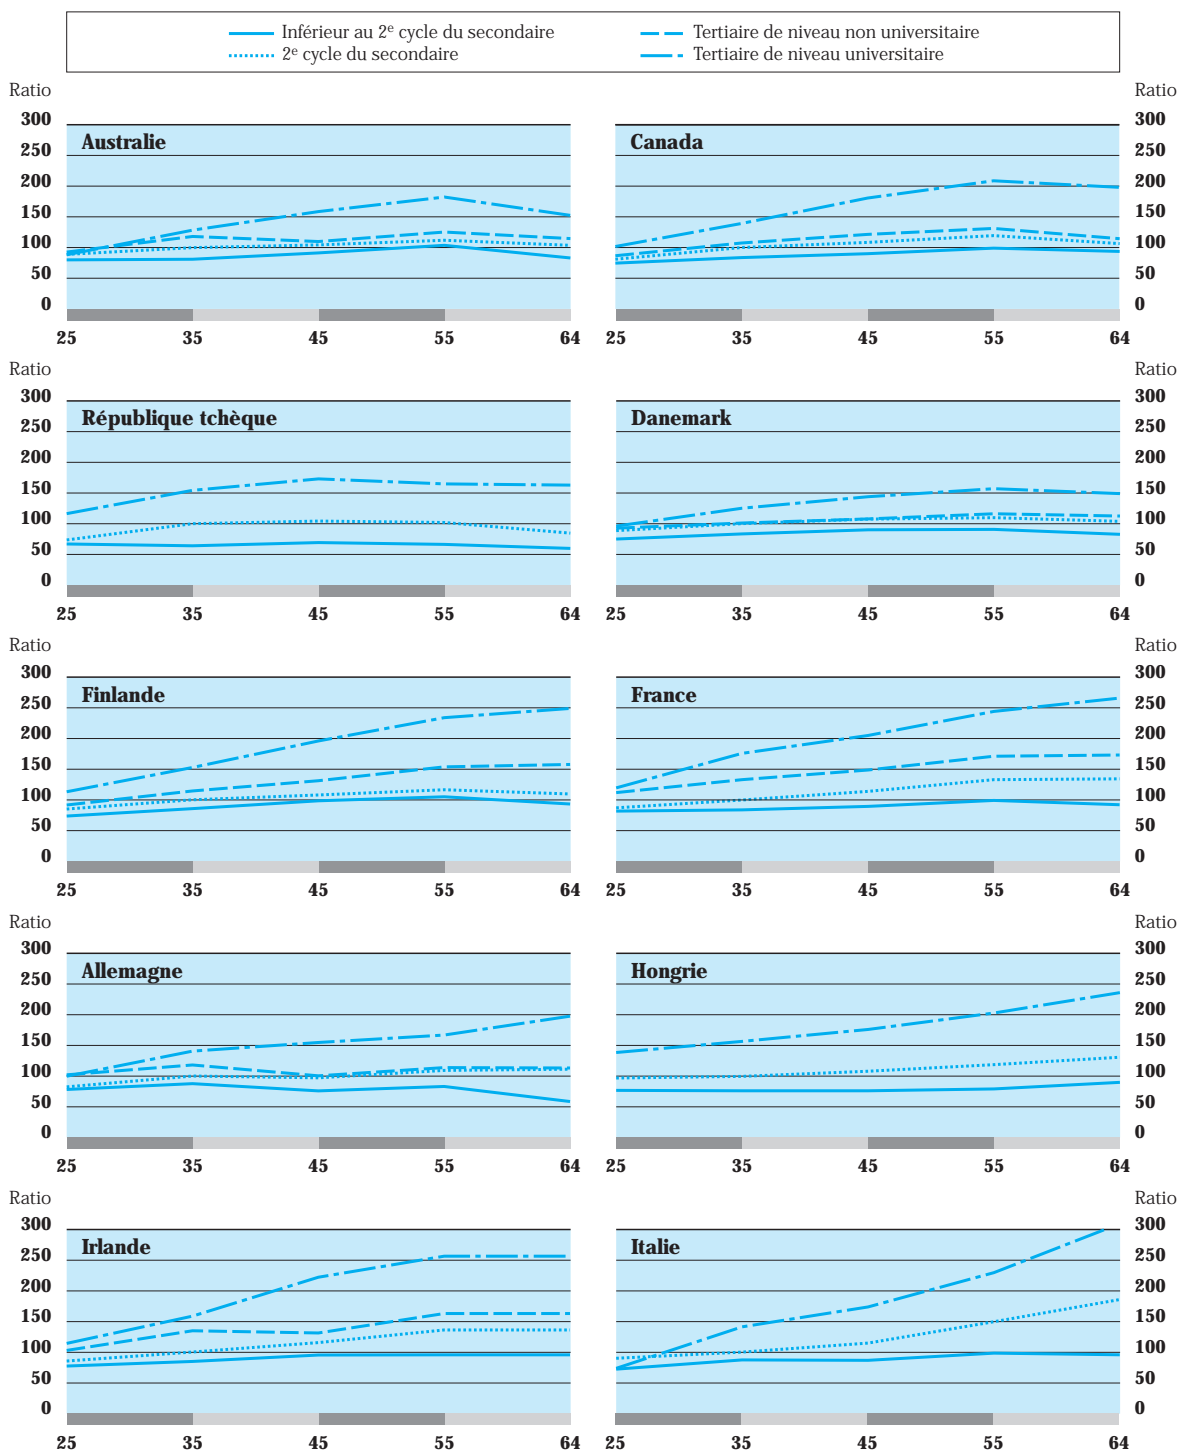 Inférieur au 2e cycle du secondaire
Tertiaire de niveau non universitaire
2e cycle du secondaire
Tertiaire de niveau universitaire
Ratio
Ratio
300
250
200
150
100
50
0
Australie
25 35 45 55 64
Canada
25 35 45 55 64
300
250
200
150
100
50
0
Ratio
Ratio
300
250
200
150
100
50
0
République tchèque
25 35 45 55 64
Danemark
25 35 45 55 64
300
250
200
150
100
50
0
Ratio
Ratio
300
250
200
150
100
50
0
Finlande
25 35 45 55 64
France
25 35 45 55 64
300
250
200
150
100
50
0
Ratio
Ratio
300
250
200
150
100
50
0
Allemagne
25 35 45 55 64
Hongrie
25 35 45 55 64
300
250
200
150
100
50
0
Ratio
Ratio
300
250
200
150
100
50
0
Irlande
25 35 45 55 64
Italie
25 35 45 55 64
300
250
200
150
100
50
0